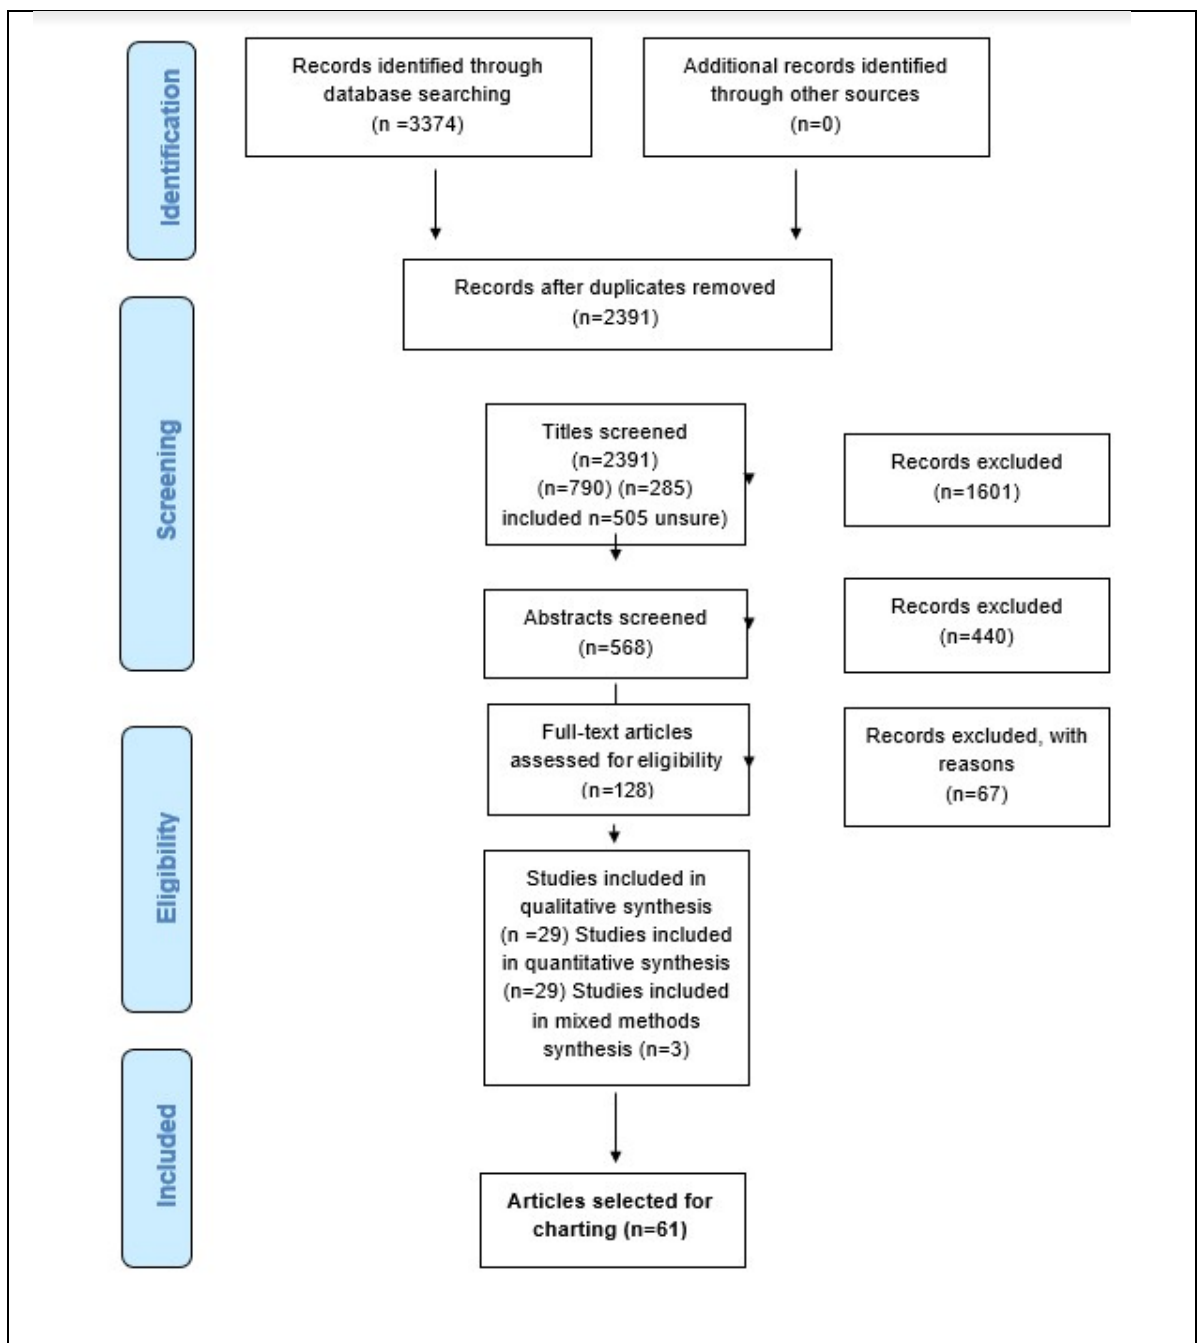 Identification
Records identified through
database searching
(n =3374)
Additional records identified
through other sources
(n=0)
Records after duplicates removed
(n=2391)
Screening
Titles screened
(n=2391)
(n=790) (n=285)
included n=505 unsure)
Records excluded
(n=1601)
Abstracts screened
(n=568)
Records excluded
(n=440)
Eligibility
Full-text articles
assessed for eligibility
(n=128)
Records excluded, with
reasons
(n=67)
Studies included in
qualitative synthesis
(n =29) Studies included
in quantitative synthesis
(n=29) Studies included
in mixed methods
synthesis (n=3)
Included
Articles selected for
charting (n=61)